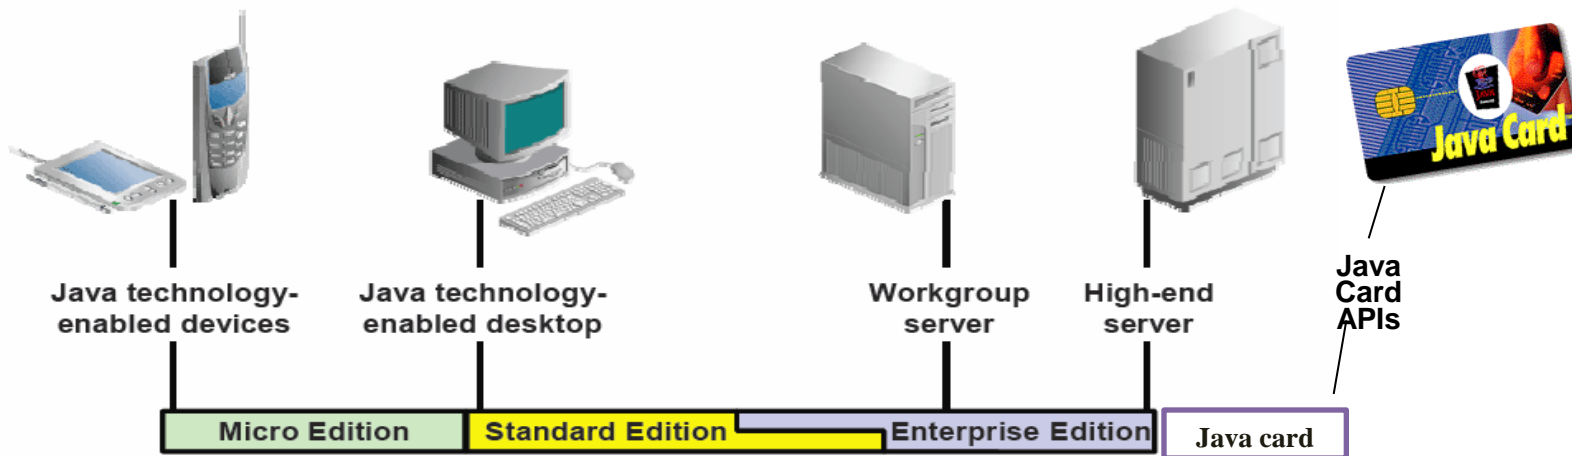 Java Card
Java technology-
enabled devices
Java technology-
enabled desktop
Workgroup
server
High-end
server
Java
Card
APIs
Micro Edition
Standard Edition
Enterprise Edition
Java card